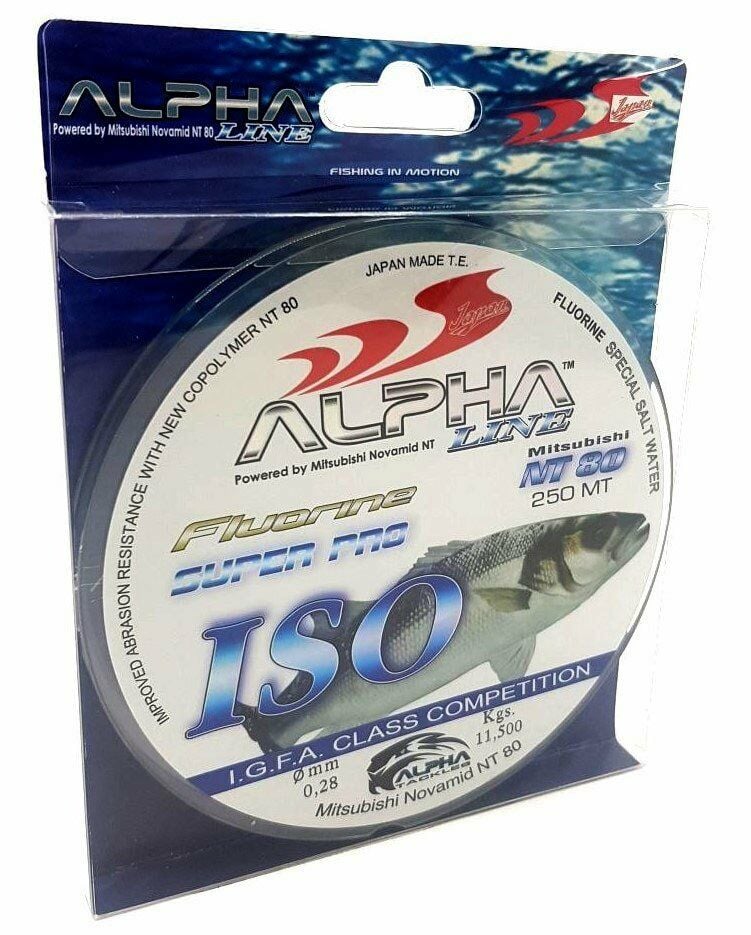 ALPHA
Powered by Mitsubishi Novamid NT 80 LINE
Japan
FISHING IN MOTION
JAPAN MADE T.E.
Japan
IMPROVED ABRASION RESISTANCE WITH NEW COPOLYMER NT 80
FLUORINE SPECIAL SALT WATER
ALPHA™
LINE
Powered by Mitsubishi Novamid NT
Mitsubishi
NT 80
250 MT
Fluorine
SUPER PRO
ISO
I.G.F.A. CLASS COMPETITION
Ømm
0,28
ALPHA
TACKLES
Kgs.
11,500
Mitsubishi Novamid NT 80